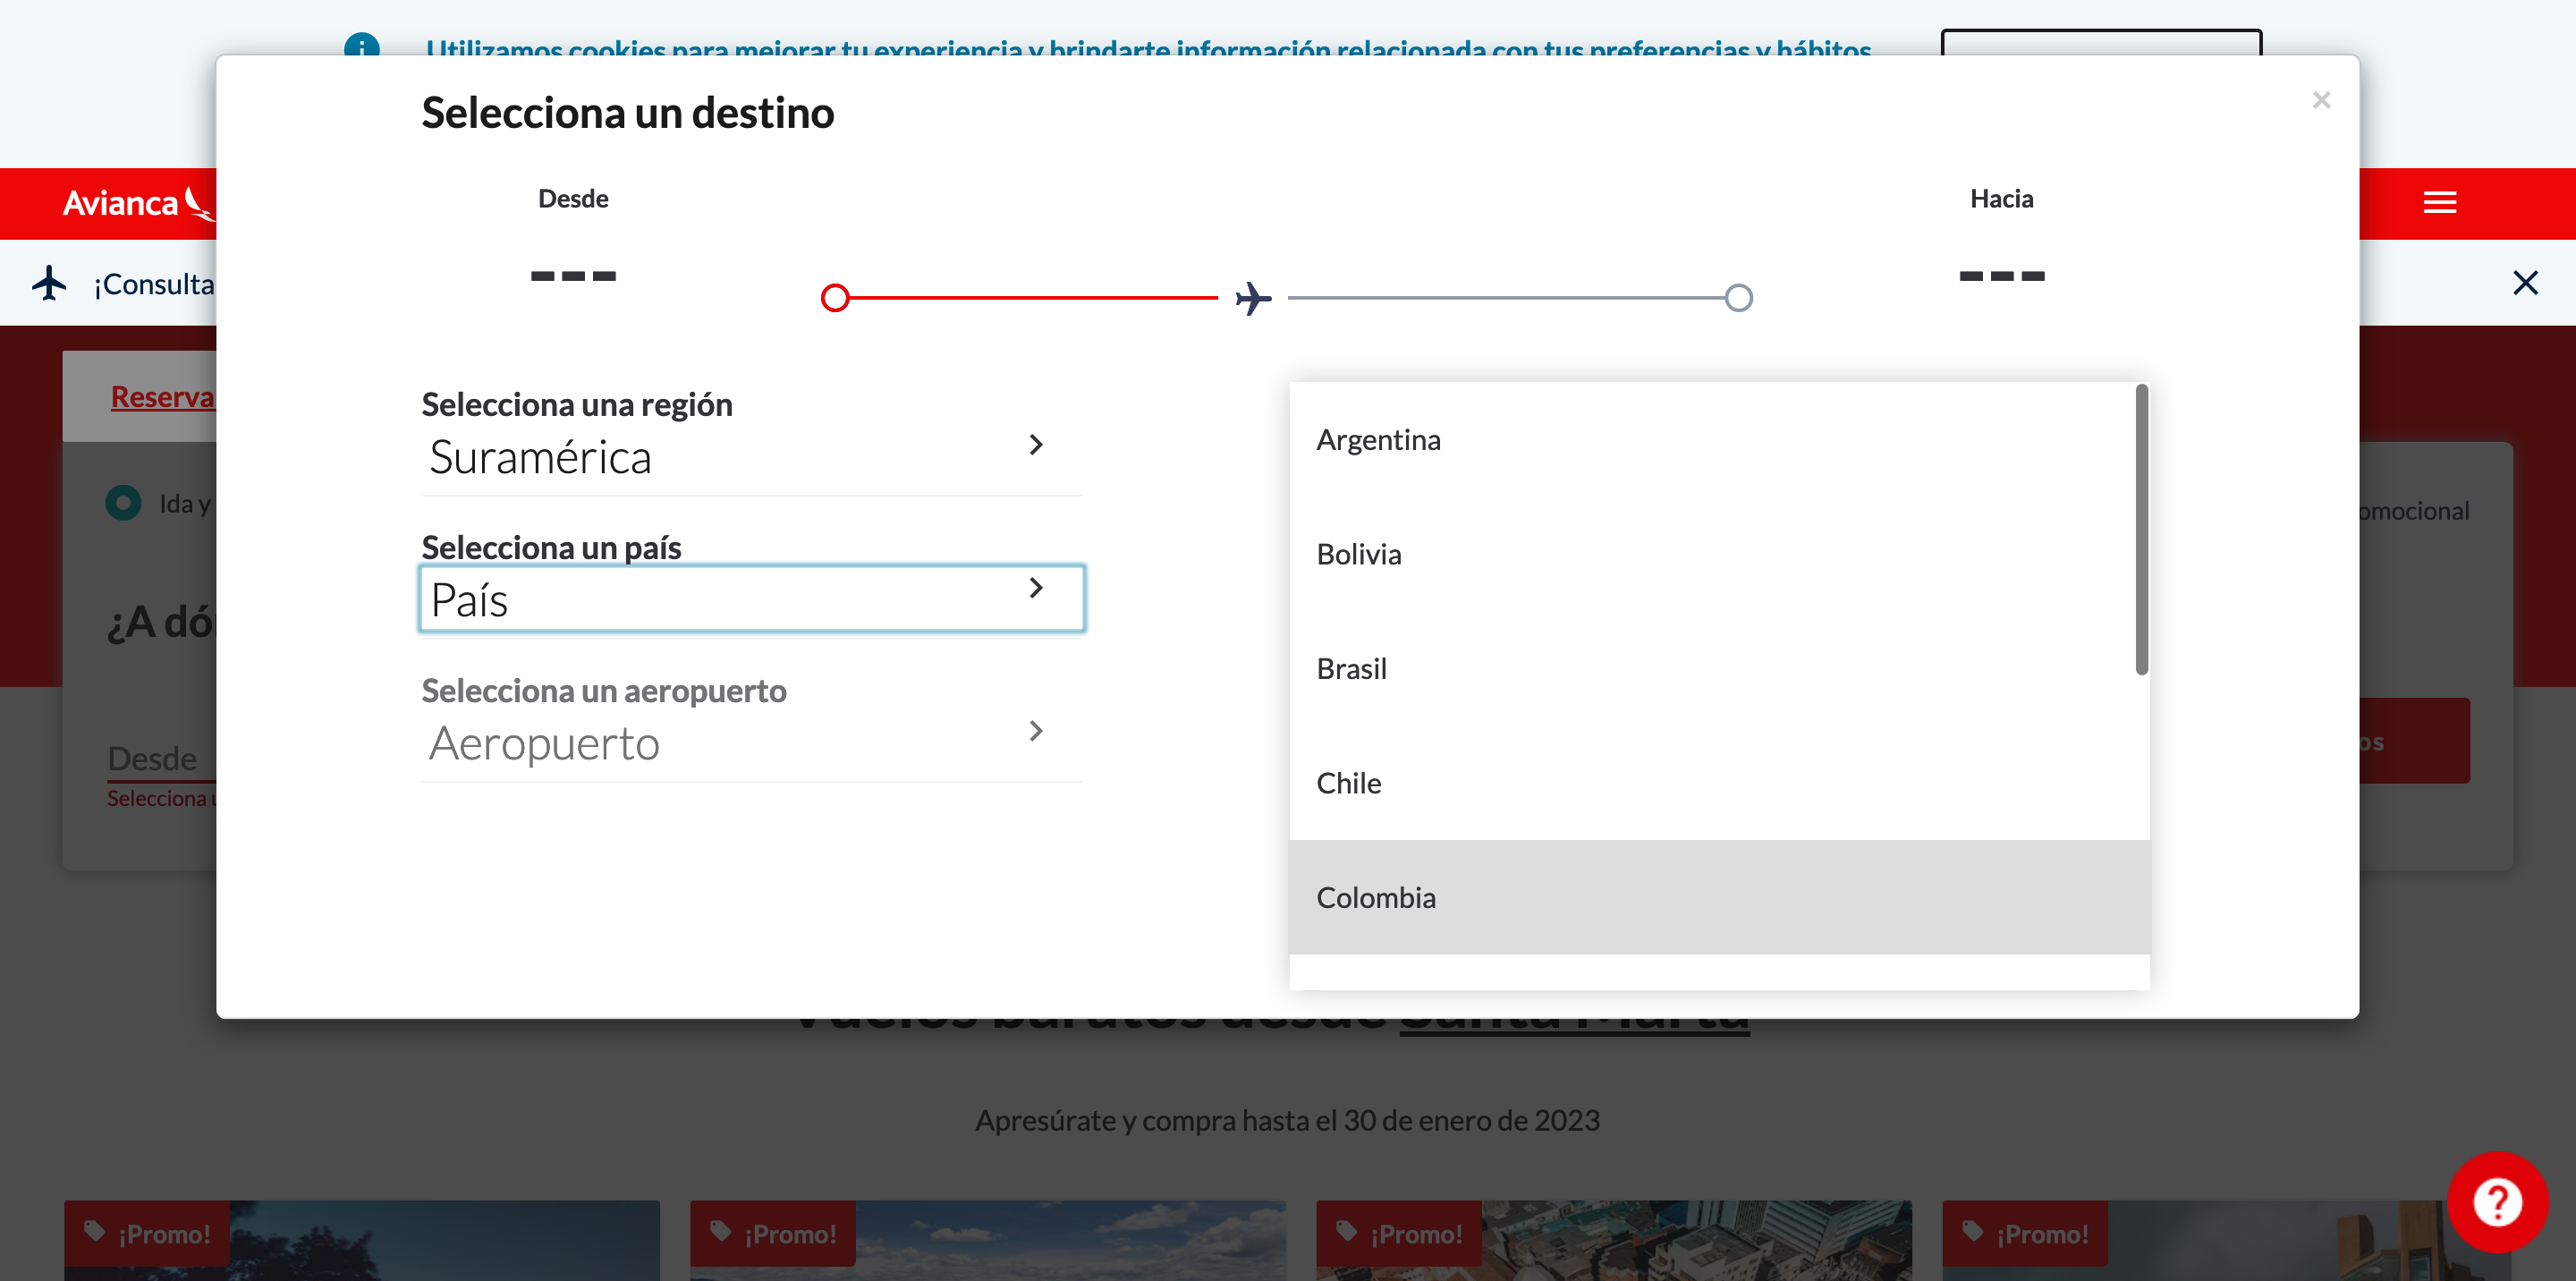 Utilizamos cookies para mejorar tu experiencia y brindarte información relacionada con tus preferencias y hábitos
Selecciona un destino
×
Desde
Hacia
Avianca
---
---
¡Consulta
Reserva
Selecciona una región
Suramérica
Argentina
Ida y
omocional
Selecciona un país
País
Bolivia
¿A dó
Brasil
Selecciona un aeropuerto
Aeropuerto
Desde
Selecciona
os
Chile
Colombia
Vuelos baratos desde Santa Marta
Apresúrate y compra hasta el 30 de enero de 2023
¡Promo!
¡Promo!
¡Promo!
¡Promo!